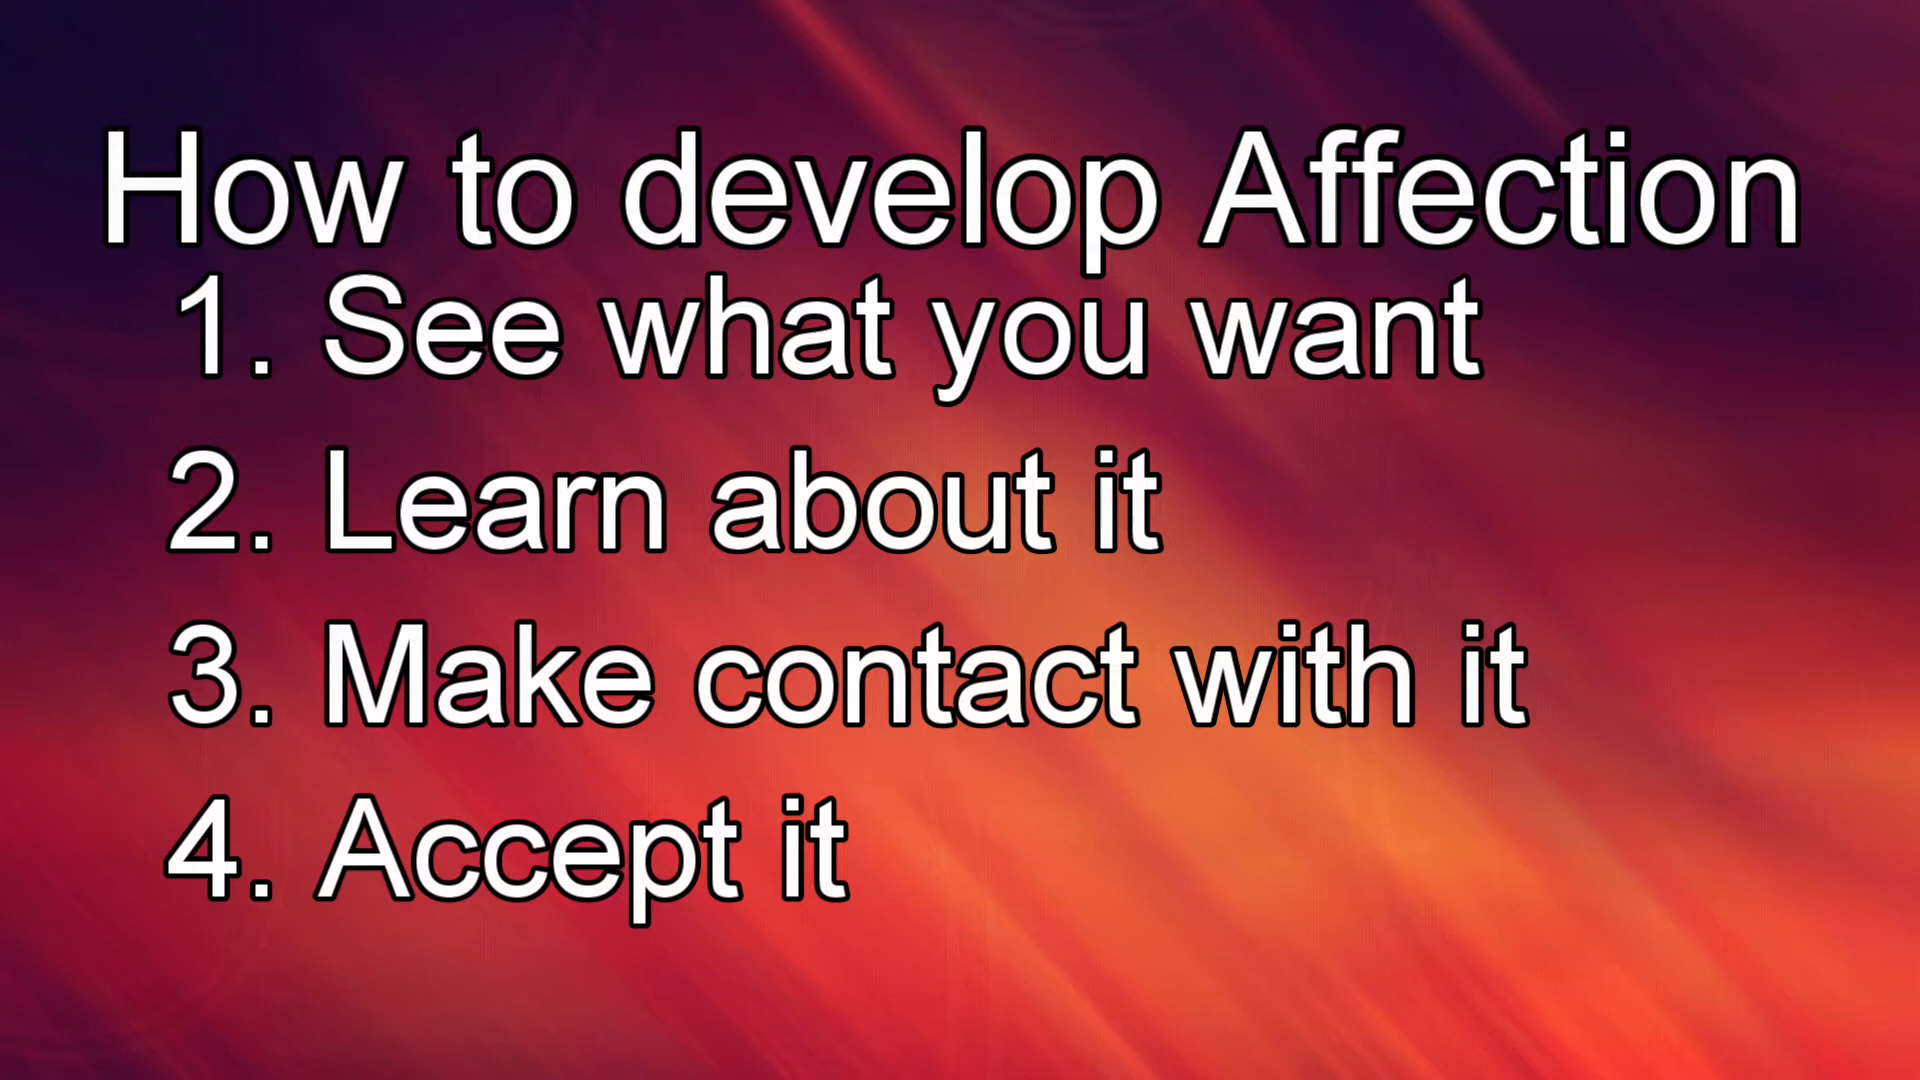 How to develop Affection
1. See what you want
2. Learn about it
3. Make contact with it
4. Accept it